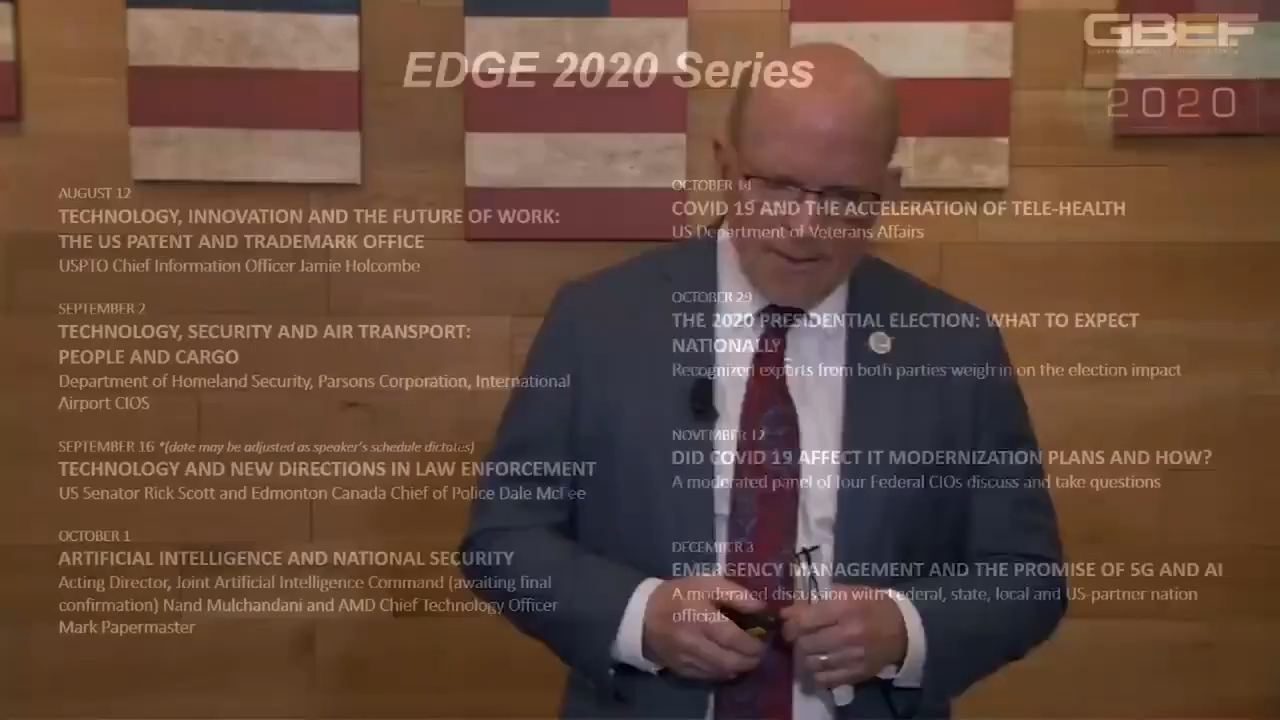 GBEF
2020
EDGE 2020 Series
AUGUST 12
TECHNOLOGY, INNOVATION AND THE FUTURE OF WORK:
THE US PATENT AND TRADEMARK OFFICE
USPTO Chief Information Officer Jamie Holcombe
SEPTEMBER 2
TECHNOLOGY, SECURITY AND AIR TRANSPORT:
PEOPLE AND CARGO
Department of Homeland Security, Parsons Corporation, International
Airport CIOS
SEPTEMBER 16 *(date may be adjusted as speaker's schedule dictates)
TECHNOLOGY AND NEW DIRECTIONS IN LAW ENFORCEMENT
US Senator Rick Scott and Edmonton Canada Chief of Police Dale McFee
OCTOBER 1
ARTIFICIAL INTELLIGENCE AND NATIONAL SECURITY
Acting Director, Joint Artificial Intelligence Command (awaiting final
confirmation) Nand Mulchandani and AMD Chief Technology Officer
Mark Papermaster
OCTOBER 14
COVID 19 AND THE ACCELERATION OF TELE-HEALTH
US Department of Veterans Affairs
OCTOBER 29
THE 2020 PRESIDENTIAL ELECTION: WHAT TO EXPECT
NATIONALLY
Recognized experts from both parties weigh in on the election impact
NOVEMBER 12
DID COVID 19 AFFECT IT MODERNIZATION PLANS AND HOW?
A moderated panel of four Federal CIOs discuss and take questions
DECEMBER 3
EMERGENCY MANAGEMENT AND THE PROMISE OF 5G AND AI
A moderated discussion with Federal, state, local and US-partner nation
officials